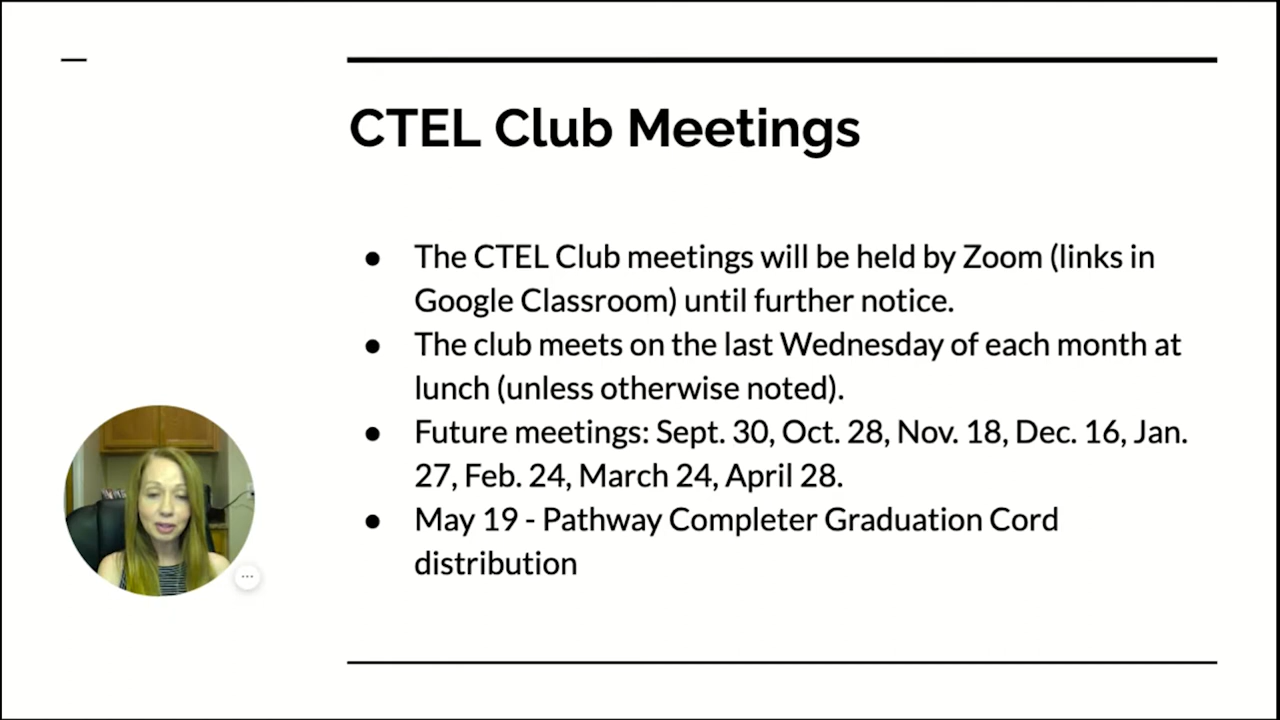 CTEL Club Meetings
● The CTEL Club meetings will be held by Zoom (links in
Google Classroom) until further notice.
● The club meets on the last Wednesday of each month at
lunch (unless otherwise noted).
● Future meetings: Sept. 30, Oct. 28, Nov. 18, Dec. 16, Jan.
27, Feb. 24, March 24, April 28.
● May 19 - Pathway Completer Graduation Cord
distribution